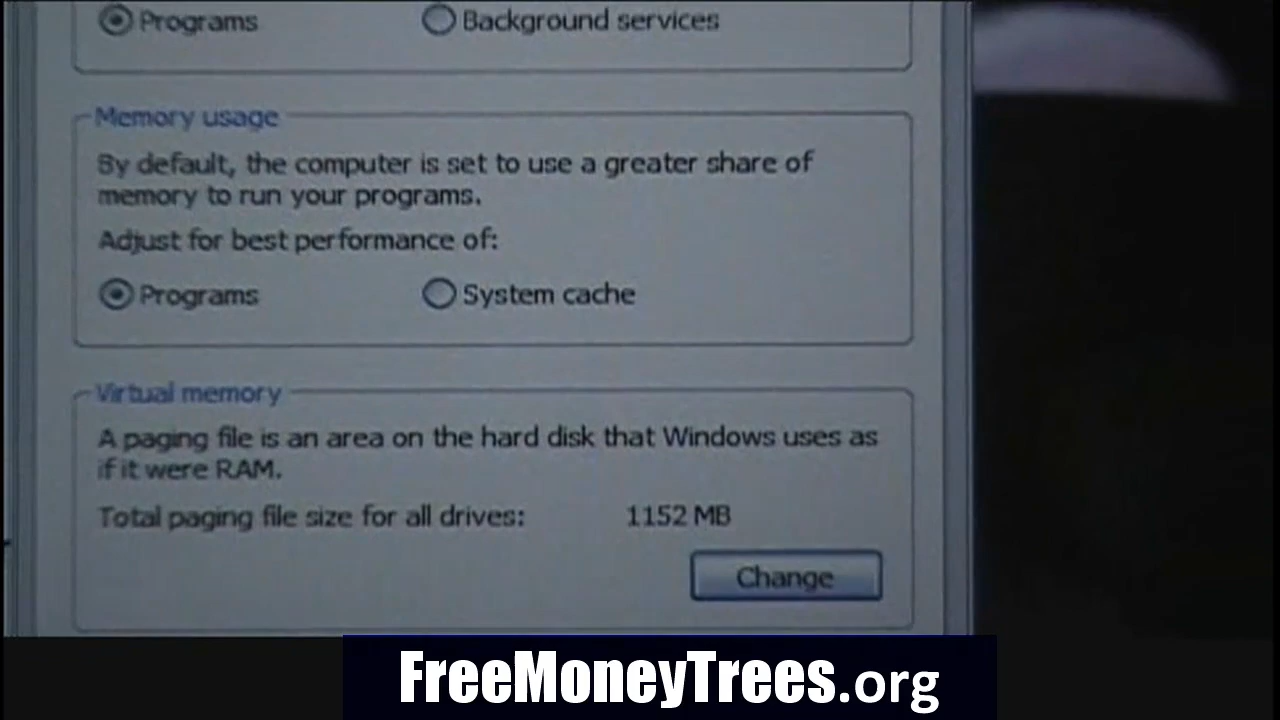 Programs
Background services
Memory usage
By default, the computer is set to use a greater share of
memory to run your programs.
Adjust for best performance of:
Programs
System cache
Virtual memory
A paging file is an area on the hard disk that Windows uses as
if it were RAM.
Total paging file size for all drives:
1152 MB
Change
FreeMoneyTrees.org